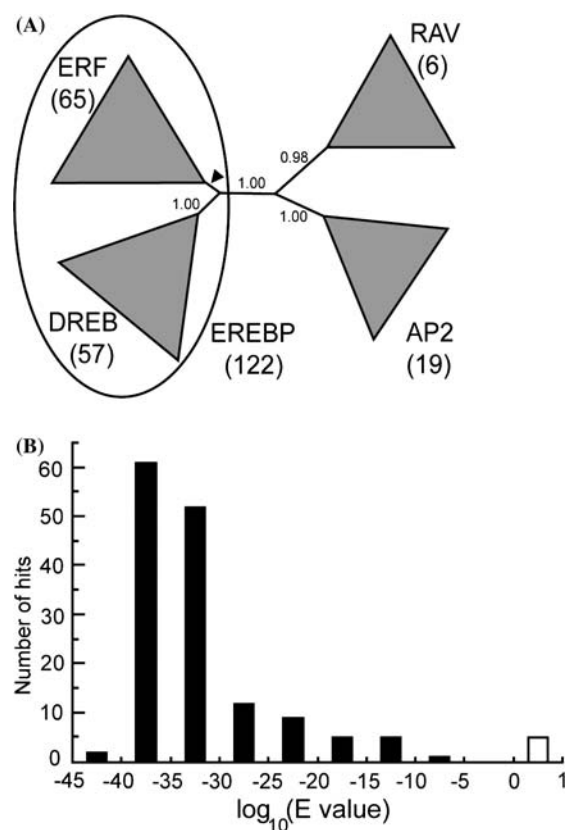 (A)
ERF
(65)
RAV
(6)
0.98
1.00
1.00
1.00
DREB
(57)
EREBP
(122)
AP2
(19)
(B)
Number of hits
60
50
40
30
20
10
0
-45 -40 -35 -30 -25 -20 -15 -10 -5 0 1
log10(E value)